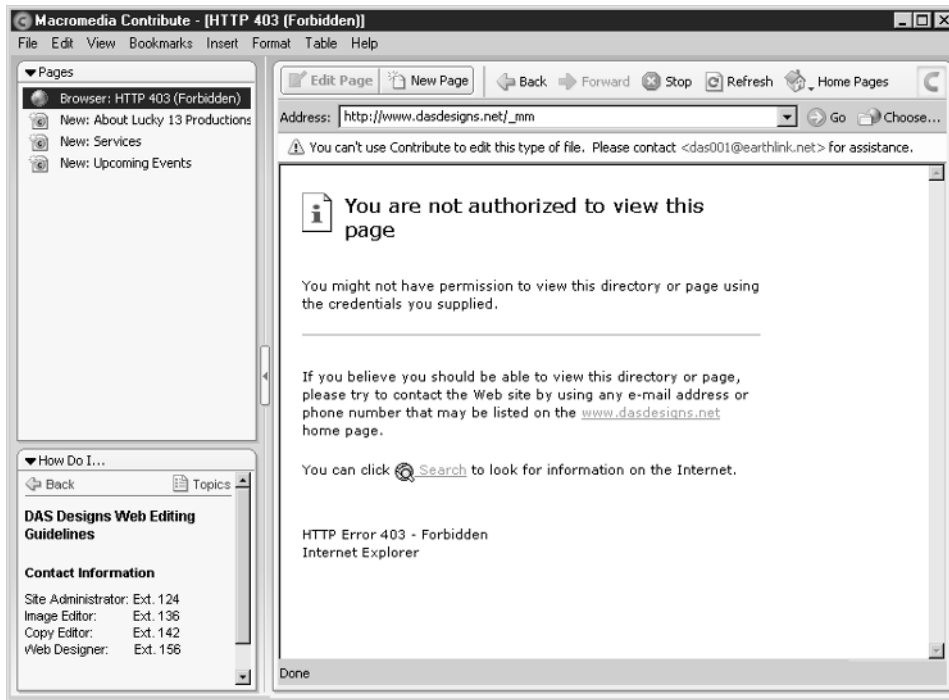 Macromedia Contribute - [HTTP 403 (Forbidden)]
File Edit View Bookmarks Insert Format Table Help
Pages
Browser: HTTP 403 (Forbidden)
New: About Lucky 13 Productions
New: Services
New: Upcoming Events
How Do I...
Back Topics
DAS Designs Web Editing
Guidelines
Contact Information
Site Administrator: Ext. 124
Image Editor: Ext. 136
Copy Editor: Ext. 142
Web Designer: Ext. 156
Edit Page New Page Back Forward Stop Refresh Home Pages
Address: http://www.dasdesigns.net/_mm Go Choose...
You can't use Contribute to edit this type of file. Please contact <das001@earthlink.net> for assistance.
You are not authorized to view this
page
You might not have permission to view this directory or page using
the credentials you supplied.
If you believe you should be able to view this directory or page,
please try to contact the Web site by using any e-mail address or
phone number that may be listed on the www.dasdesigns.net
home page.
You can click Search to look for information on the Internet.
HTTP Error 403 - Forbidden
Internet Explorer
Done